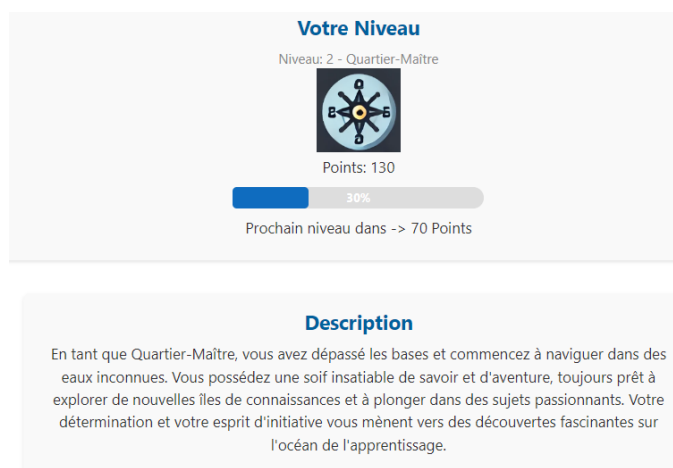 Votre Niveau
Niveau: 2 - Quartier-Maître
Points: 130
30%
Prochain niveau dans -> 70 Points
Description
En tant que Quartier-Maître, vous avez dépassé les bases et commencez à naviguer dans des
eaux inconnues. Vous possédez une soif insatiable de savoir et d'aventure, toujours prêt à
explorer de nouvelles îles de connaissances et à plonger dans des sujets passionnants. Votre
détermination et votre esprit d'initiative vous mènent vers des découvertes fascinantes sur
l'océan de l'apprentissage.